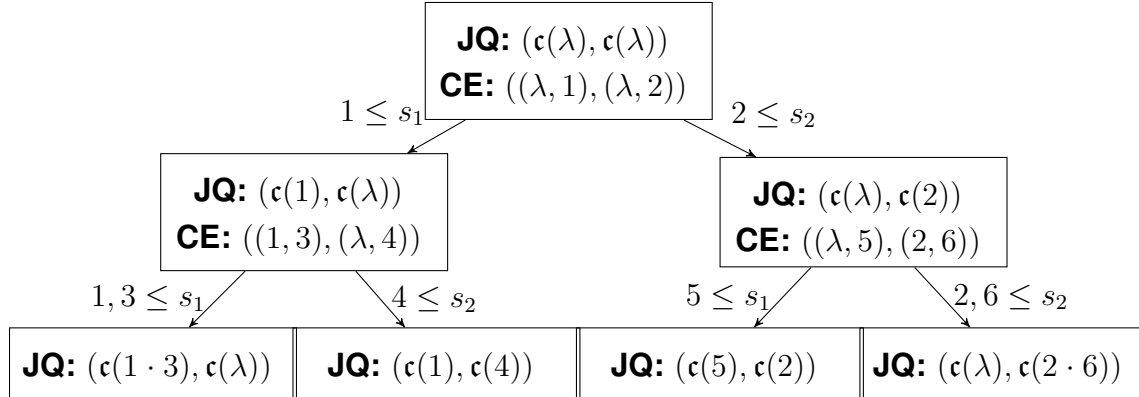 JQ: (𝔠(λ), 𝔠(λ))
CE: ((λ, 1), (λ, 2))
1 ≤ s₁
2 ≤ s₂
JQ: (𝔠(1), 𝔠(λ))
CE: ((1, 3), (λ, 4))
JQ: (𝔠(λ), 𝔠(2))
CE: ((λ, 5), (2, 6))
1, 3 ≤ s₁
4 ≤ s₂
5 ≤ s₁
2, 6 ≤ s₂
JQ: (𝔠(1 · 3), 𝔠(λ))
JQ: (𝔠(1), 𝔠(4))
JQ: (𝔠(5), 𝔠(2))
JQ: (𝔠(λ), 𝔠(2 · 6))